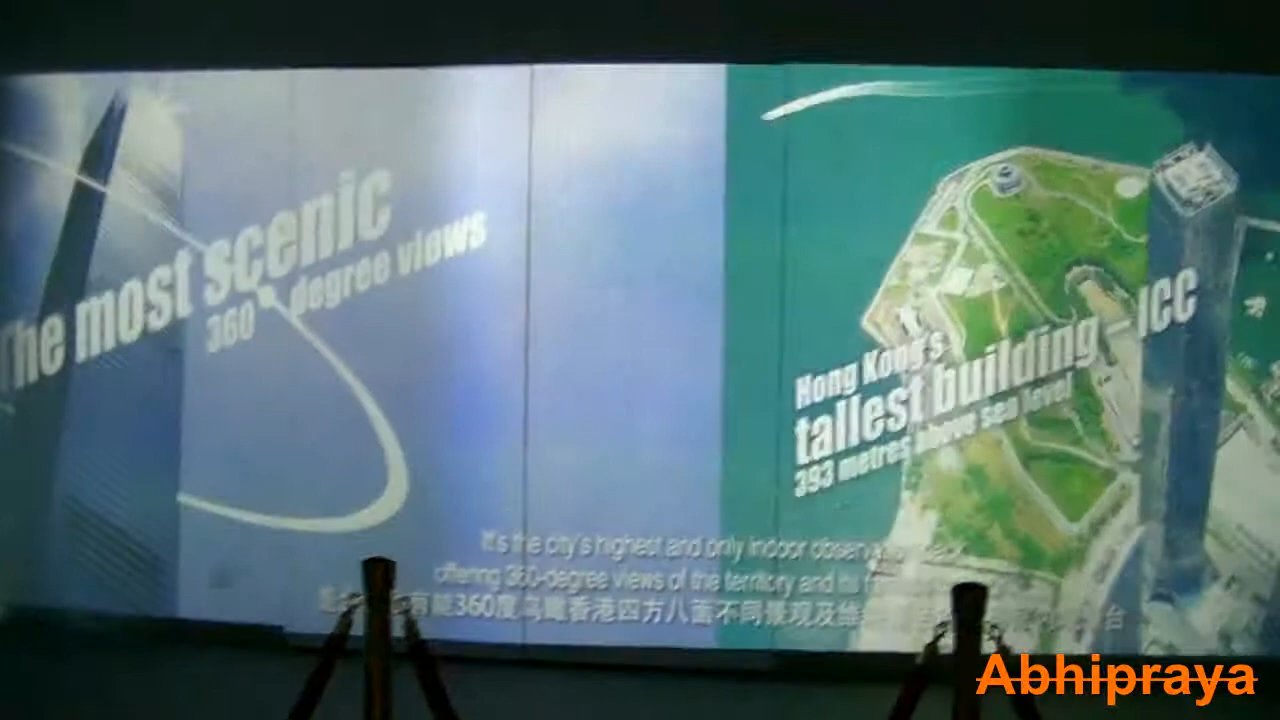 The most scenic
360 degree views
Hong Kong's
tallest building – ICC
393 metres above sea level
It's the city's highest and only indoor
offering 360-degree views of the territory and its
360度鸟瞰香港四方八面不同景观及
台
Abhipraya